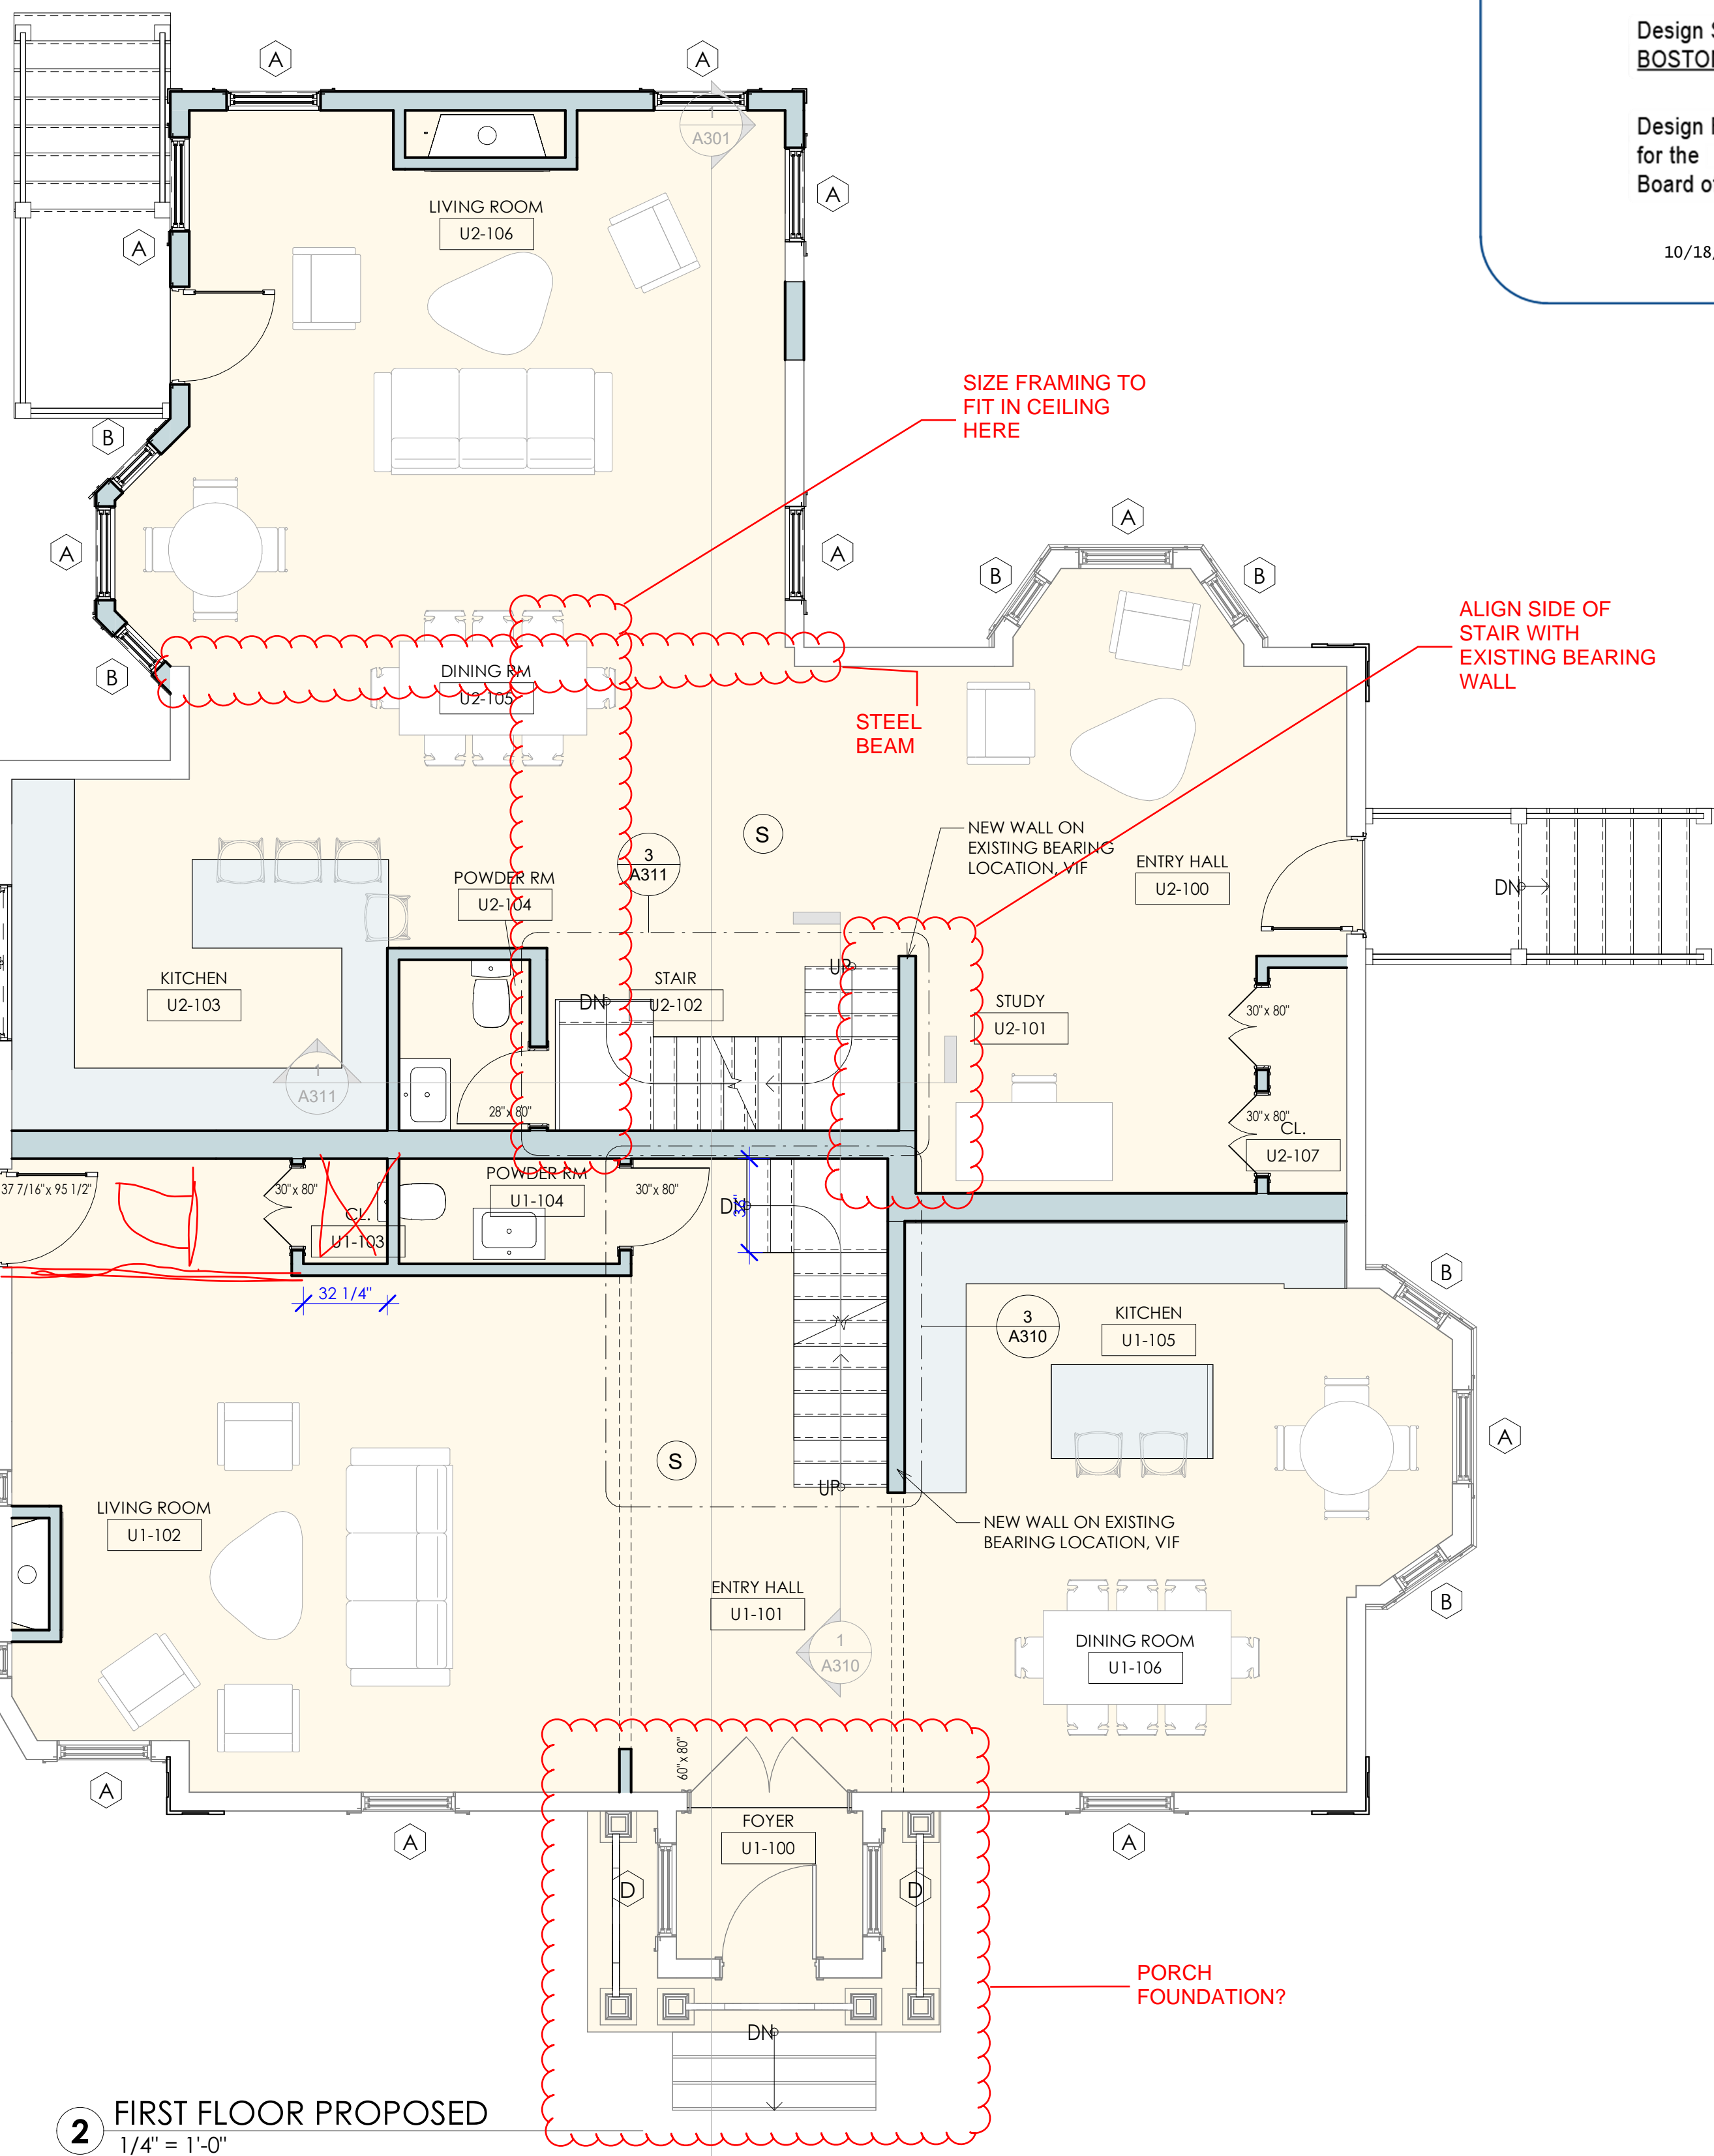 Design
BOSTO
Design
for the
Board
10/18
A
A
1
A301
A
A
LIVING ROOM
U2-106
SIZE FRAMING TO
FIT IN CEILING
HERE
B
A
A
A
B
B
ALIGN SIDE OF
STAIR WITH
EXISTING BEARING
WALL
B
DINING RM
U2-105
STEEL
BEAM
S
NEW WALL ON
EXISTING BEARING
LOCATION, VIF
3
A311
ENTRY HALL
U2-100
POWDER RM
U2-104
DN
UP
KITCHEN
U2-103
STAIR
U2-102
DN
STUDY
U2-101
30"x 80"
1
A311
28"x 80"
30"x 80"
CL.
U2-107
37 7/16"x 95 1/2"
30"x 80"
CL.
U1-103
POWDER RM
U1-104
30"x 80"
DN
32 1/4"
B
3
A310
KITCHEN
U1-105
A
S
UP
LIVING ROOM
U1-102
NEW WALL ON EXISTING
BEARING LOCATION, VIF
ENTRY HALL
U1-101
B
1
A310
DINING ROOM
U1-106
60"x 80"
A
A
FOYER
U1-100
A
D
D
PORCH
FOUNDATION?
DN
2
FIRST FLOOR PROPOSED
1/4" = 1'-0"